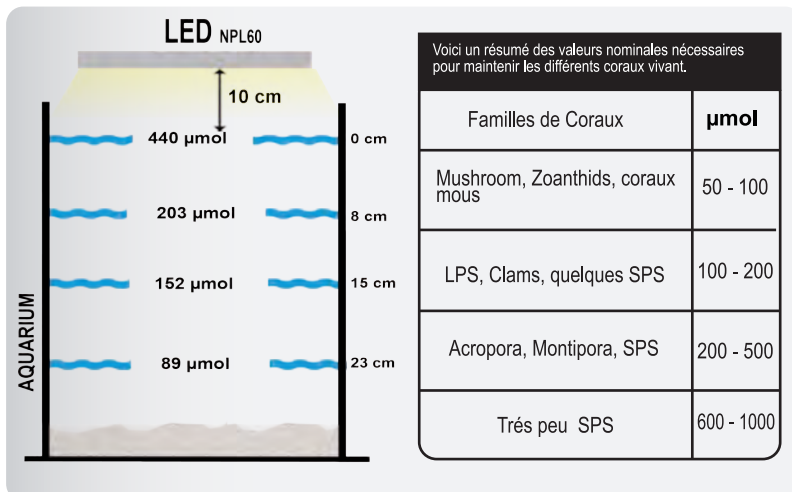 LED NPL60
10 cm
440 µmol 0 cm
203 µmol 8 cm
152 µmol 15 cm
89 µmol 23 cm
AQUARIUM
Voici un résumé des valeurs nominales nécessaires
pour maintenir les différents coraux vivant.
Familles de Coraux µmol
Mushroom, Zoanthids, coraux
mous 50 - 100
LPS, Clams, quelques SPS 100 - 200
Acropora, Montipora, SPS 200 - 500
Trés peu SPS 600 - 1000